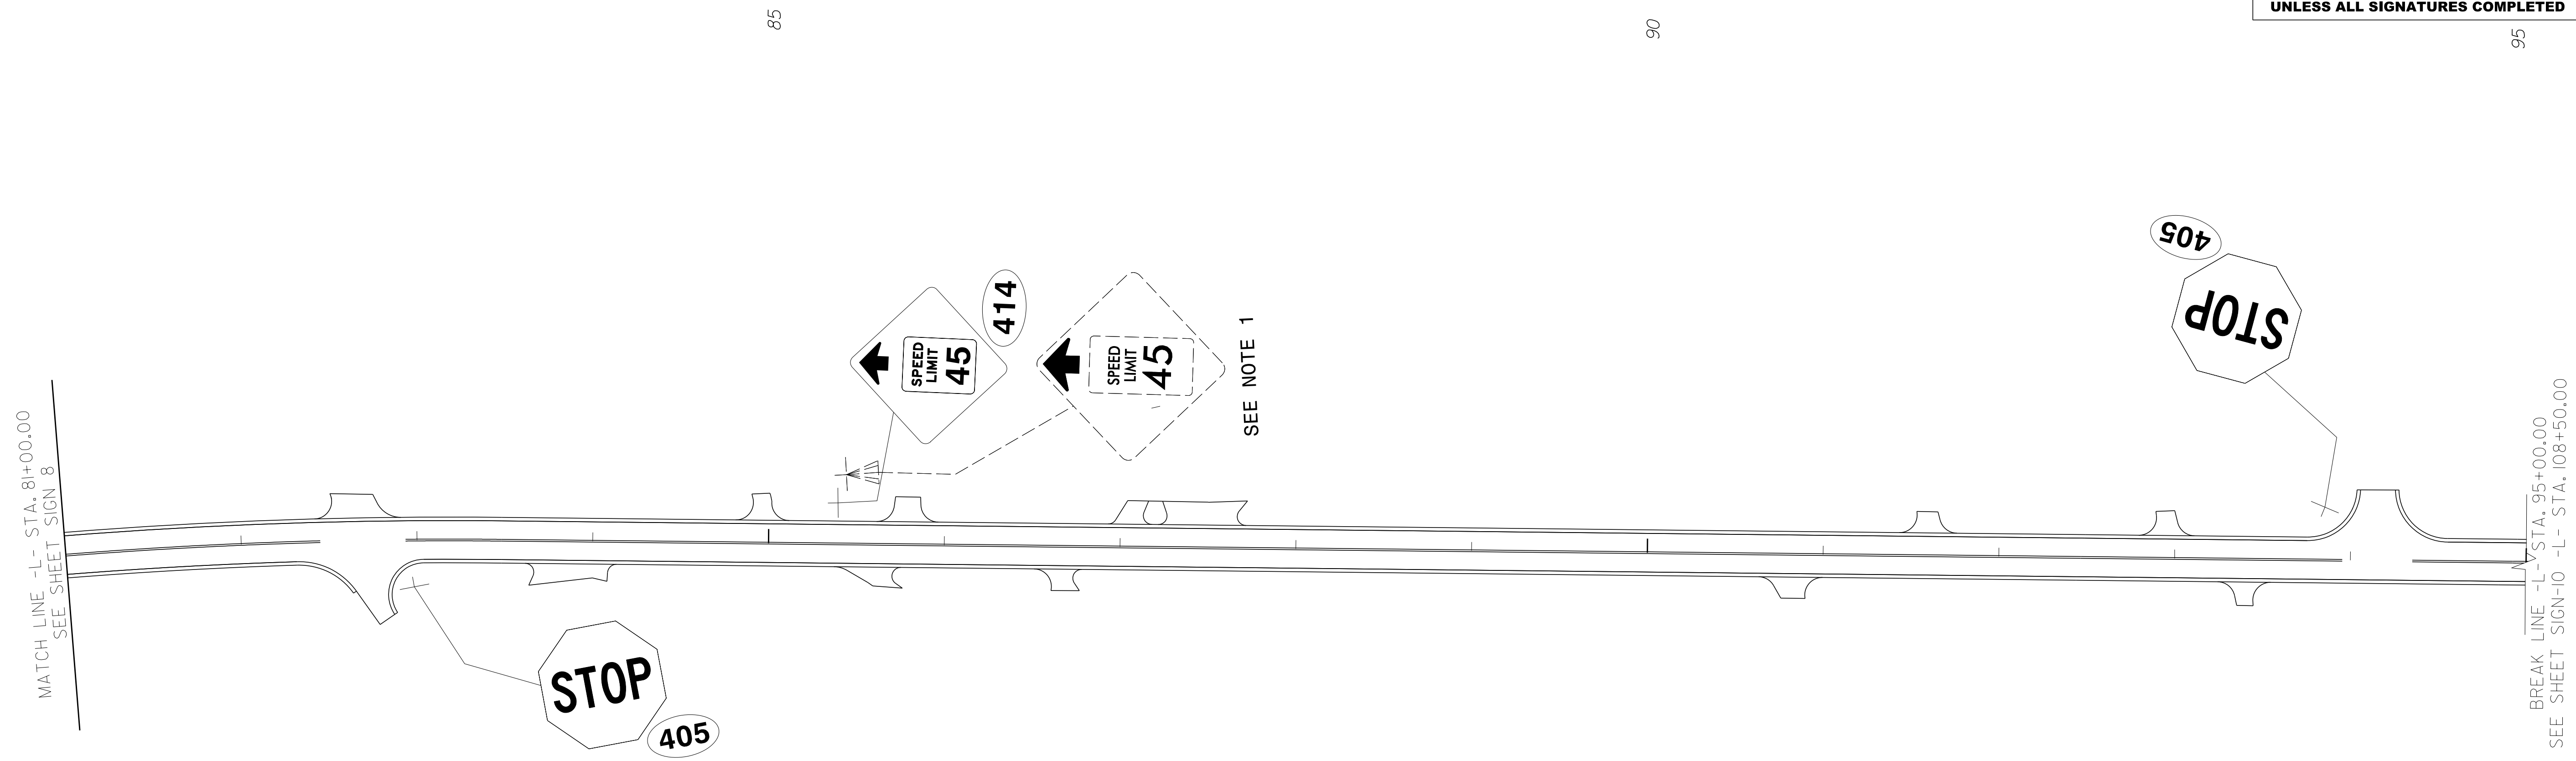 UNLESS ALL SIGNATURES COMPLETED
85
90
95
MATCH LINE -L- STA. 81+00.00
SEE SHEET SIGN 8
SPEED
LIMIT
45
414
SPEED
LIMIT
45
SEE NOTE 1
405
STOP
STOP
405
BREAK LINE -L- STA. 95+00.00
SEE SHEET SIGN-10 -L- STA. 108+50.00